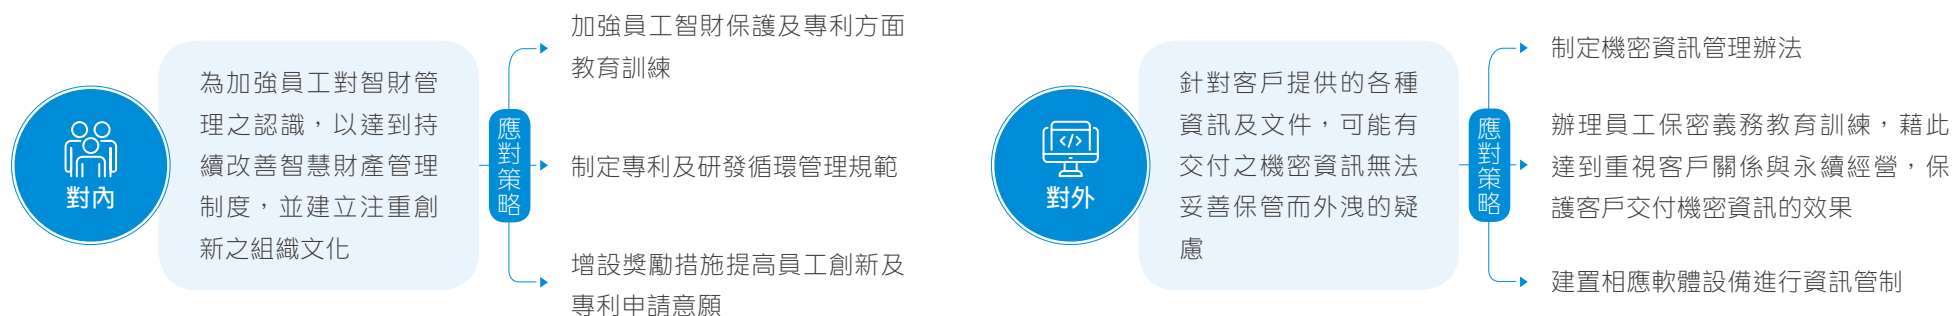 對內
為加強員工對智財管
理之認識，以達到持
續改善智慧財產管理
制度，並建立注重創
新之組織文化
應對策略
加強員工智財保護及專利方面
教育訓練
制定專利及研發循環管理規範
增設獎勵措施提高員工創新及
專利申請意願
</>
對外
針對客戶提供的各種
資訊及文件，可能有
交付之機密資訊無法
妥善保管而外洩的疑
慮
應對策略
制定機密資訊管理辦法
辦理員工保密義務教育訓練，藉此
達到重視客戶關係與永續經營，保
護客戶交付機密資訊的效果
建置相應軟體設備進行資訊管制